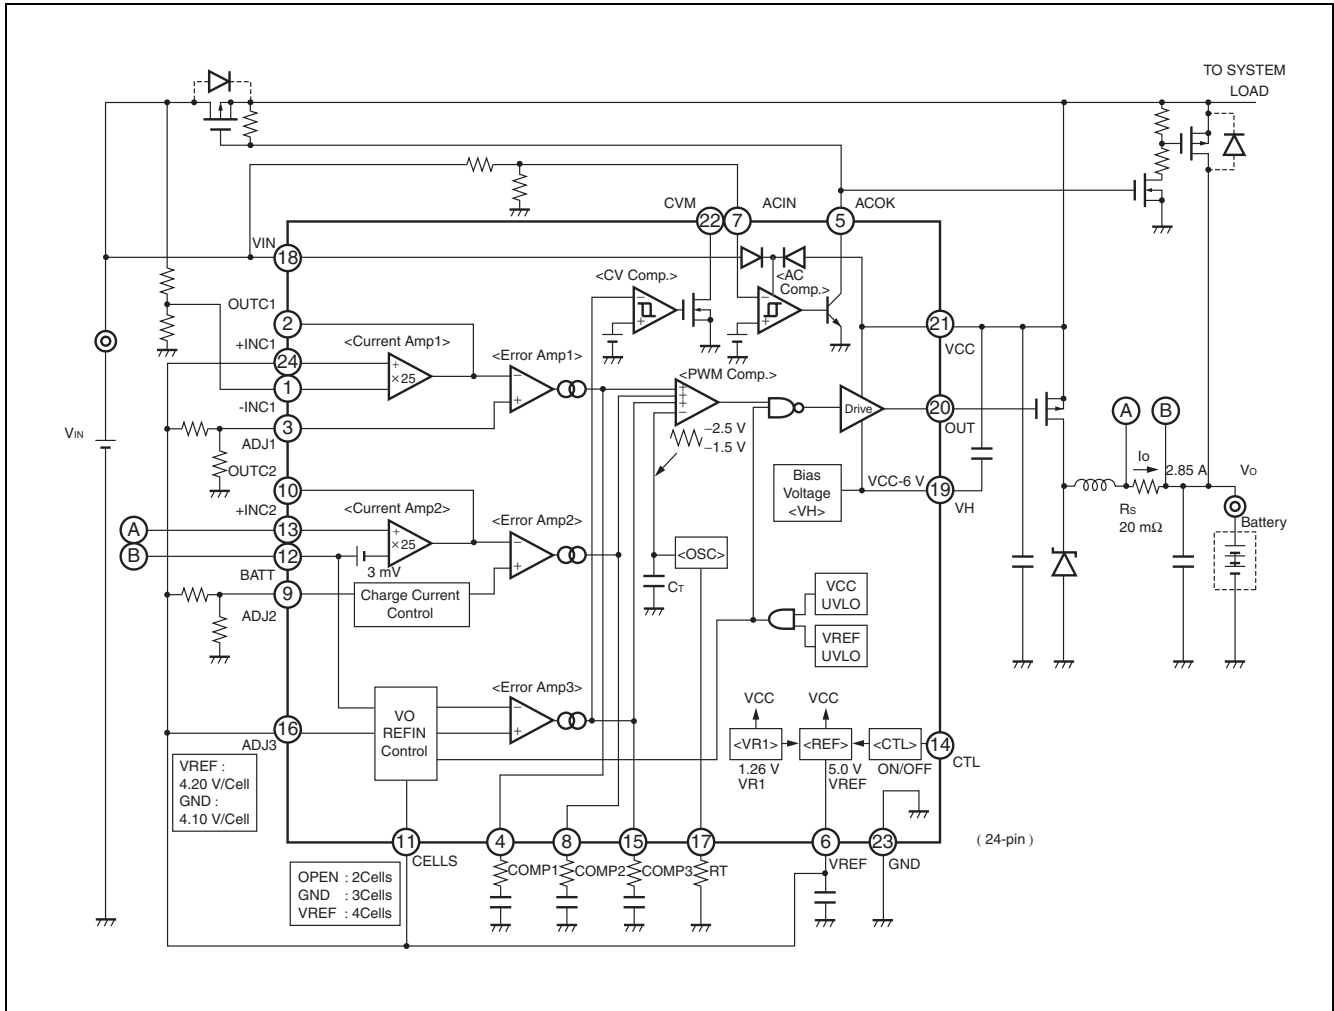 TO SYSTEM
LOAD
CVM
22
7
ACIN
ACOK
5
VIN
18
<CV Comp.>
<AC
Comp.>
−
+
−
+
OUTC1
2
21
VCC
+INC1
24
<Current Amp1>
+
×25
<Error Amp1>
−
+
<PWM Comp.>
+
+
+
−
1
-INC1
Drive
20
OUT
A
B
VIN
3
ADJ1
−2.5 V
−1.5 V
Io
2.85 A
VO
OUTC2
10
Bias
Voltage
<VH>
VCC-6 V
19
VH
RS
20 mΩ
Battery
+INC2
A
13
<Current Amp2>
+
×25
<Error Amp2>
−
+
B
12
3 mV
<OSC>
BATT
9
ADJ2
Charge Current
Control
CT
VCC
UVLO
VREF
UVLO
<Error Amp3>
−
+
VO
REFIN
Control
16
ADJ3
VCC
VCC
<VR1>
<REF>
<CTL>
14
CTL
1.26 V
VR1
5.0 V
VREF
ON/OFF
VREF :
4.20 V/Cell
GND :
4.10 V/Cell
11
CELLS
4
COMP1
8
COMP2
15
COMP3
17
RT
6
VREF
23
GND
( 24-pin )
OPEN : 2Cells
GND : 3Cells
VREF : 4Cells